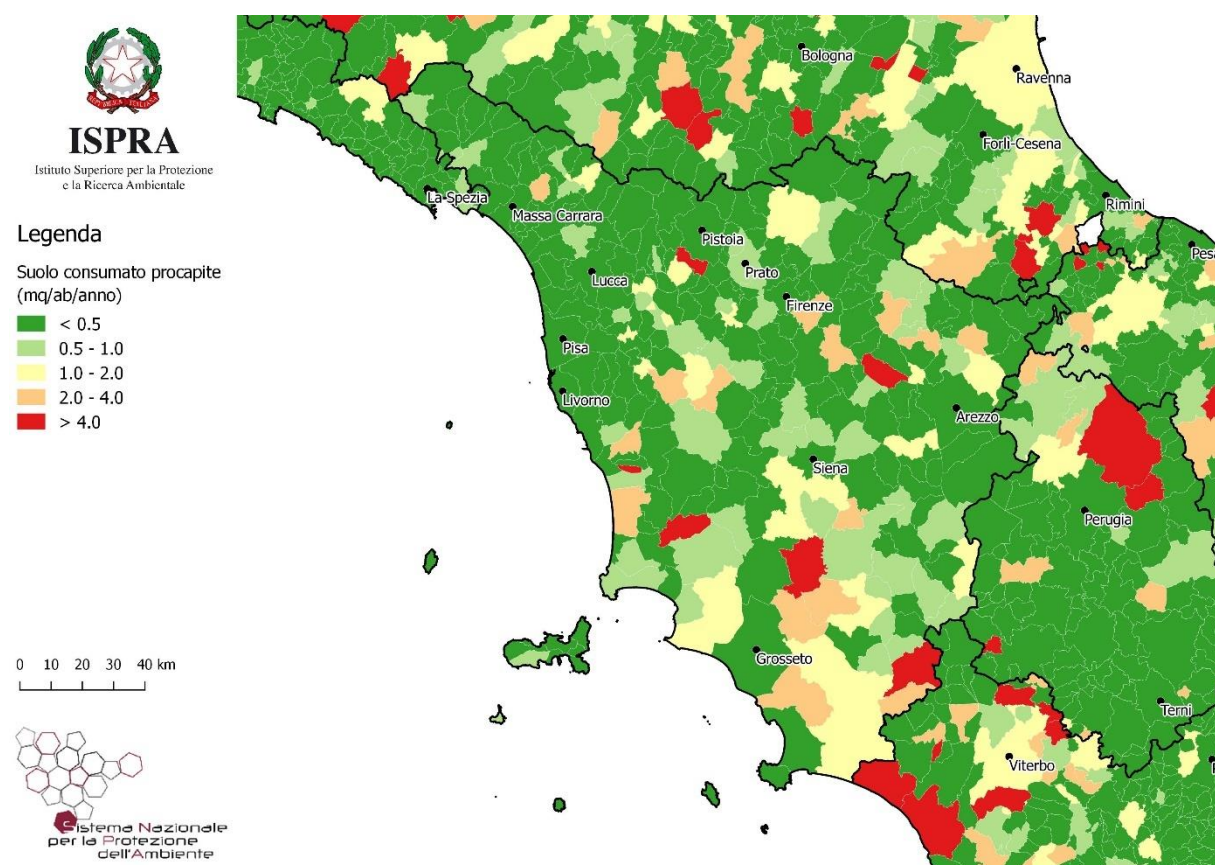 REPVBBLICA ITALIANA
ISPRA
Istituto Superiore per la Protezione
e la Ricerca Ambientale
Legenda
Suolo consumato procapite
(mq/ab/anno)
< 0.5
0.5 - 1.0
1.0 - 2.0
2.0 - 4.0
> 4.0
0 10 20 30 40 km
Sistema Nazionale
per la Protezione
dell'Ambiente
Bologna
Ravenna
Forlì-Cesena
La Spezia
Massa Carrara
Rimini
Pistoia
Pesa
Prato
Lucca
Firenze
Pisa
Livorno
Arezzo
Siena
Perugia
Grosseto
Terni
Viterbo